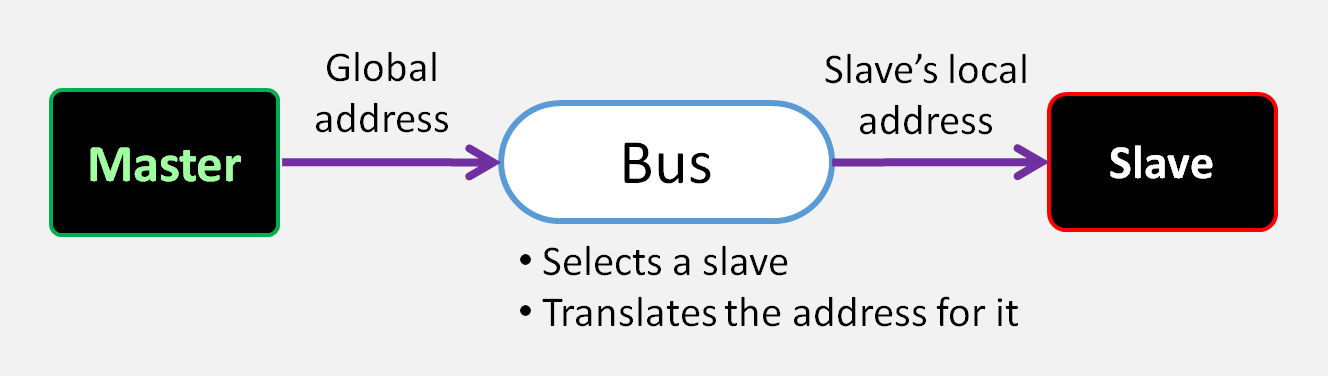 Global
address
Slave’s local
address
Master
Bus
Slave
• Selects a slave
• Translates the address for it